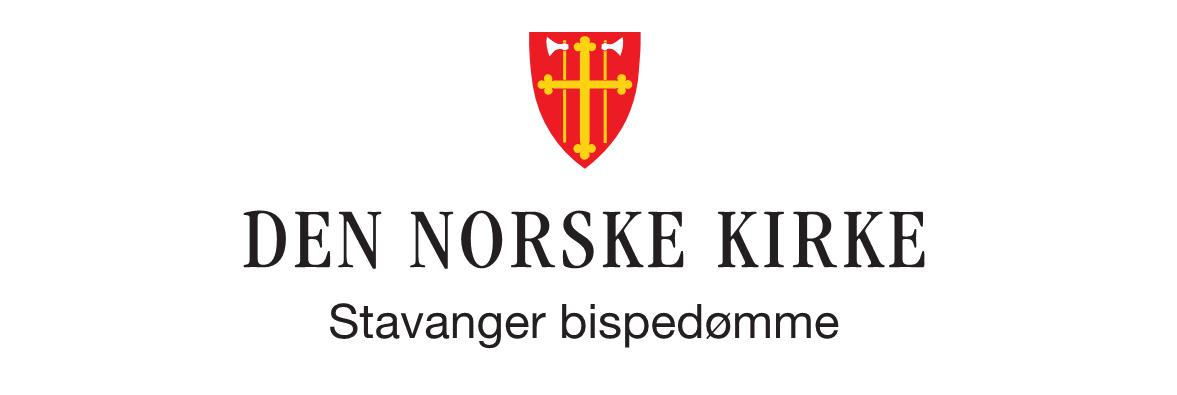 DEN NORSKE KIRKE
Stavanger bispedømme